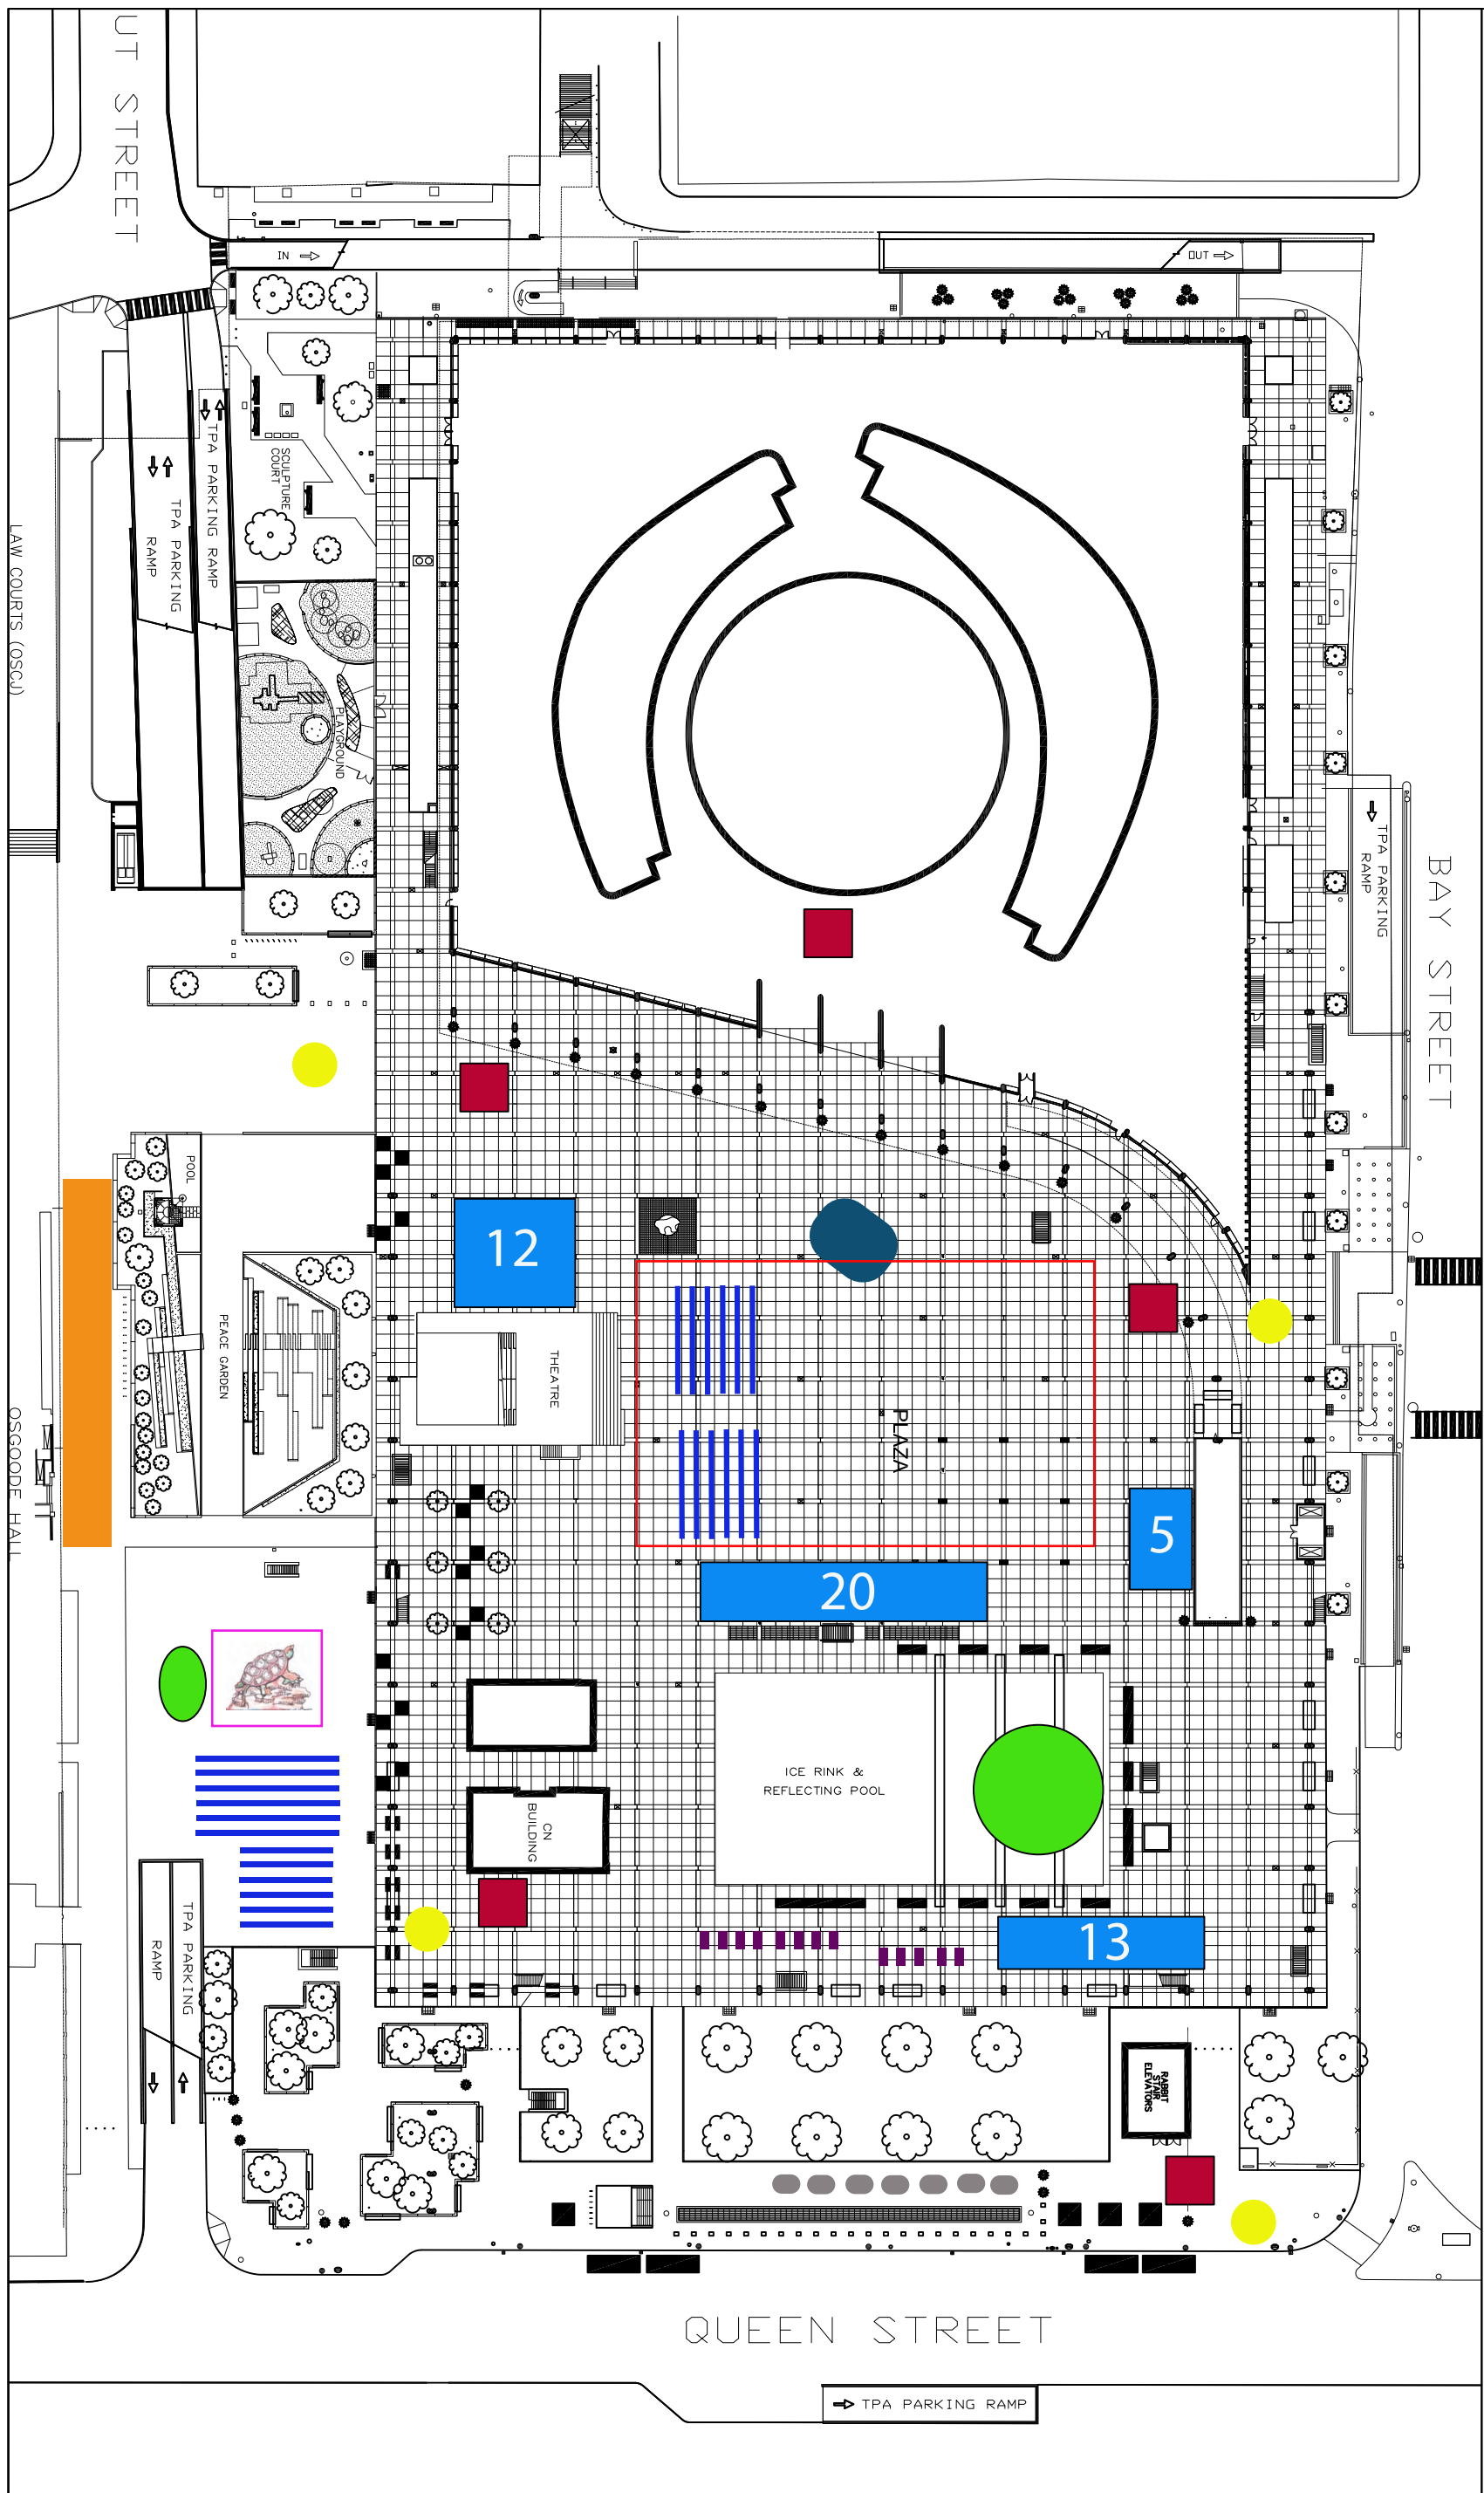 UT STREET
IN
OUT
TPA PARKING RAMP
TPA PARKING
RAMP
SCULPTURE
COURT
LAW COURTS (OSCJ)
PLAYGROUND
TPA PARKING
RAMP
BAY STREET
POOL
12
PEACE GARDEN
THEATRE
PLAZA
OSGOODE HALL
5
20
ICE RINK &
REFLECTING POOL
CN
BUILDING
13
TPA PARKING
RAMP
RABBIT
STAIR
ELEVATORS
QUEEN STREET
TPA PARKING RAMP